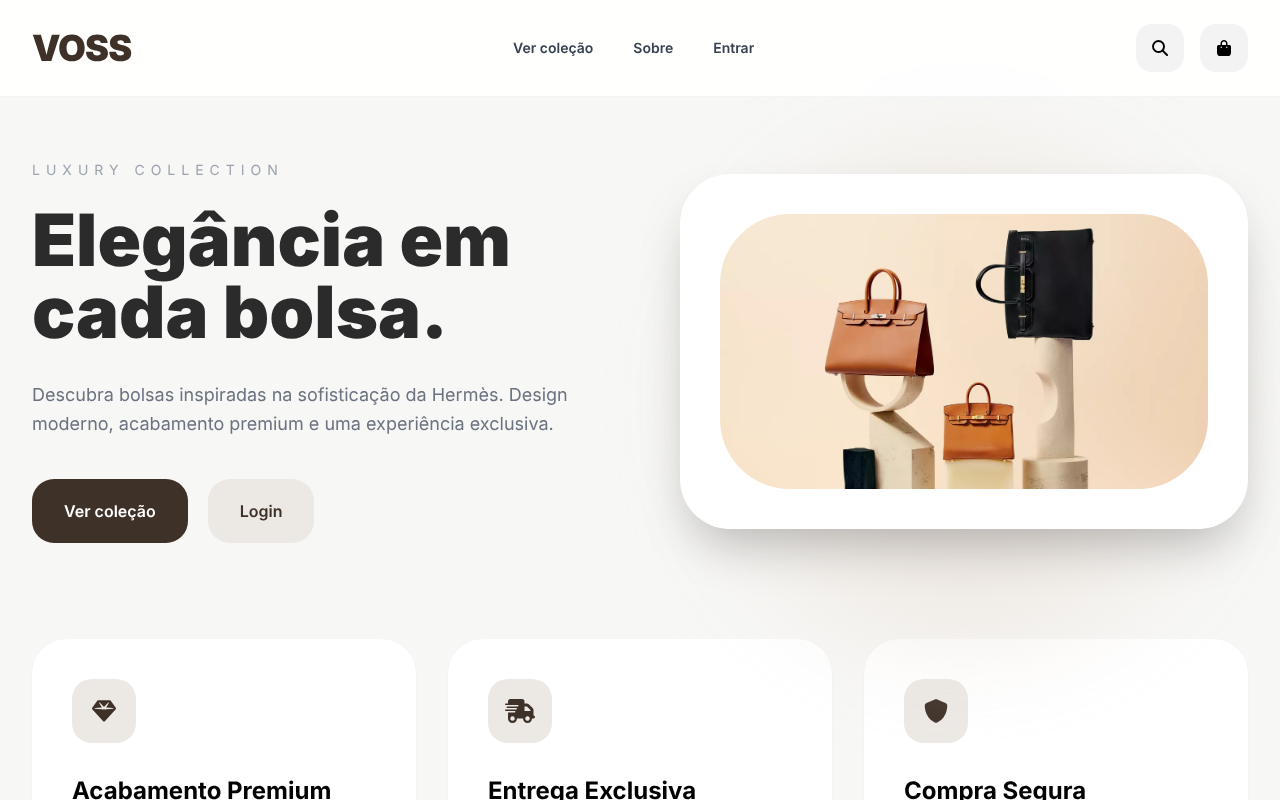 VOSS
Ver coleção
Sobre
Entrar
LUXURY COLLECTION
Elegância em
cada bolsa.
Descubra bolsas inspiradas na sofisticação da Hermès. Design
moderno, acabamento premium e uma experiência exclusiva.
Ver coleção
Login
Acabamento Premium
Entrega Exclusiva
Compra Segura